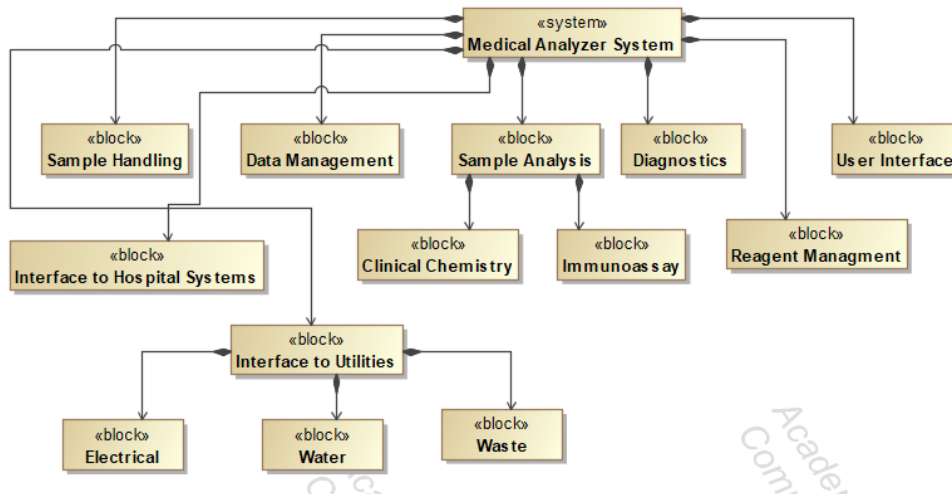 «system»
Medical Analyzer System
«block»
Sample Handling
«block»
Data Management
«block»
Sample Analysis
«block»
Diagnostics
«block»
User Interface
«block»
Interface to Hospital Systems
«block»
Clinical Chemistry
«block»
Immunoassay
«block»
Reagent Managment
«block»
Interface to Utilities
«block»
Electrical
«block»
Water
«block»
Waste